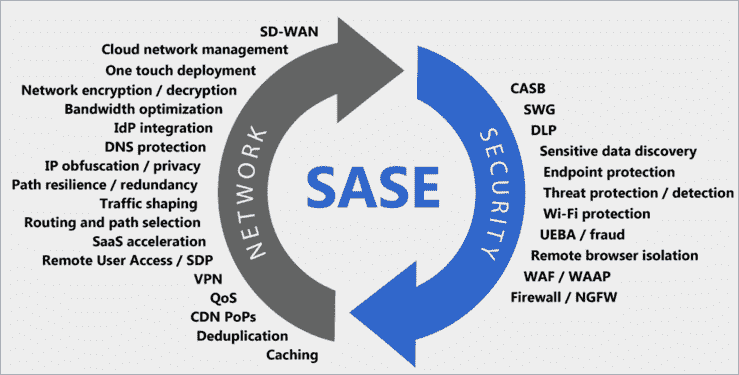 SD-WAN
Cloud network management
One touch deployment
Network encryption / decryption
Bandwidth optimization
IdP integration
DNS protection
IP obfuscation / privacy
Path resilience / redundancy
Traffic shaping
Routing and path selection
SaaS acceleration
Remote User Access / SDP
VPN
QoS
CDN PoPs
Deduplication
Caching
NETWORK
SASE
SECURITY
CASB
SWG
DLP
Sensitive data discovery
Endpoint protection
Threat protection / detection
Wi-Fi protection
UEBA / fraud
Remote browser isolation
WAF / WAAP
Firewall / NGFW